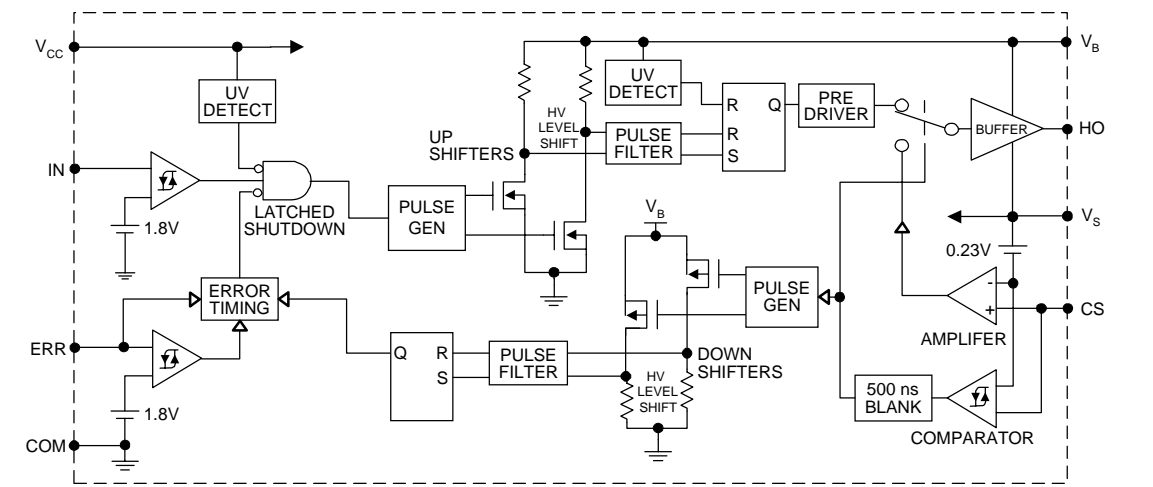 VCC
UV
DETECT
IN
1.8V
LATCHED
SHUTDOWN
ERROR
TIMING
ERR
1.8V
COM
PULSE
GEN
UP
SHIFTERS
HV
LEVEL
SHIFT
UV
DETECT
PULSE
FILTER
R
R
S
Q
PRE
DRIVER
BUFFER
VB
HO
VS
0.23V
-
+
AMPLIFER
CS
VB
PULSE
GEN
Q
R
S
PULSE
FILTER
HV
LEVEL
SHIFT
DOWN
SHIFTERS
500 ns
BLANK
COMPARATOR